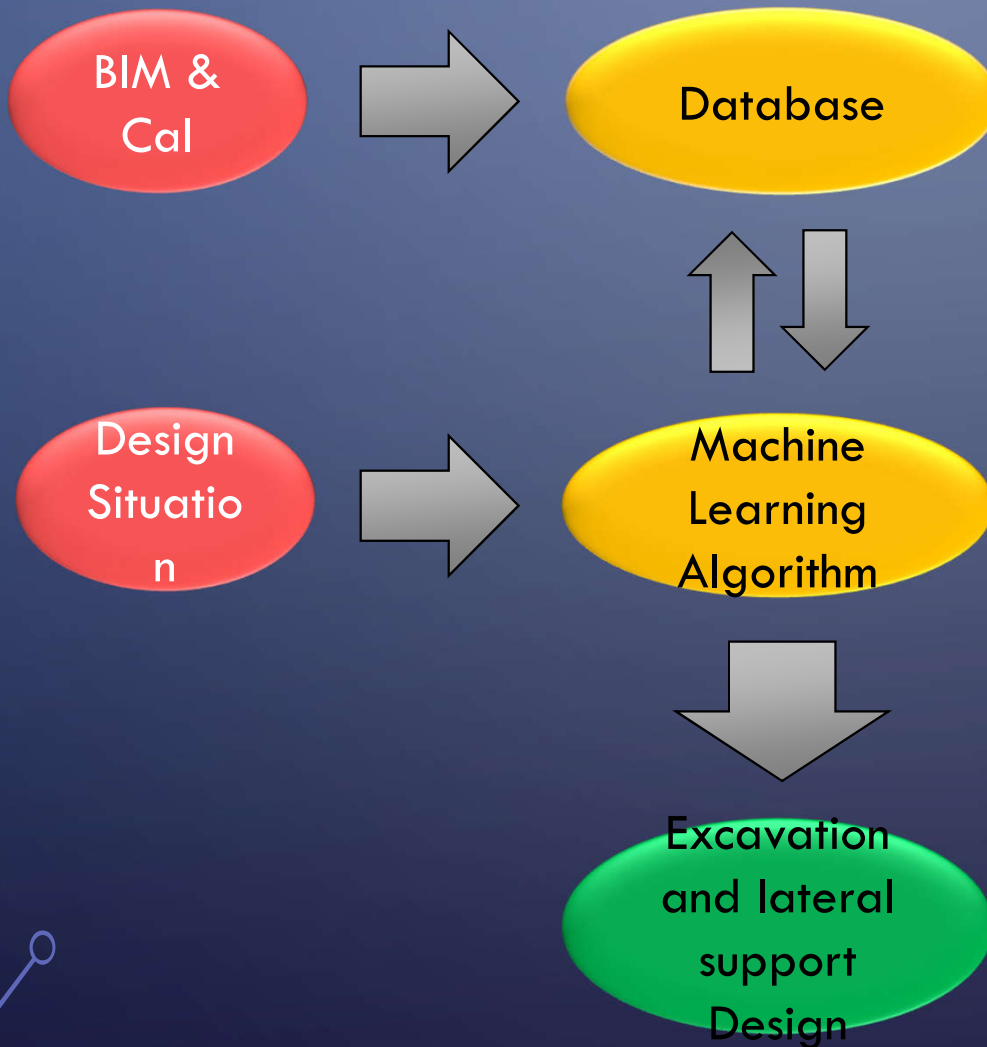 BIM &
Cal
Database
Design
Situatio
n
Machine
Learning
Algorithm
Excavation
and lateral
support
Design